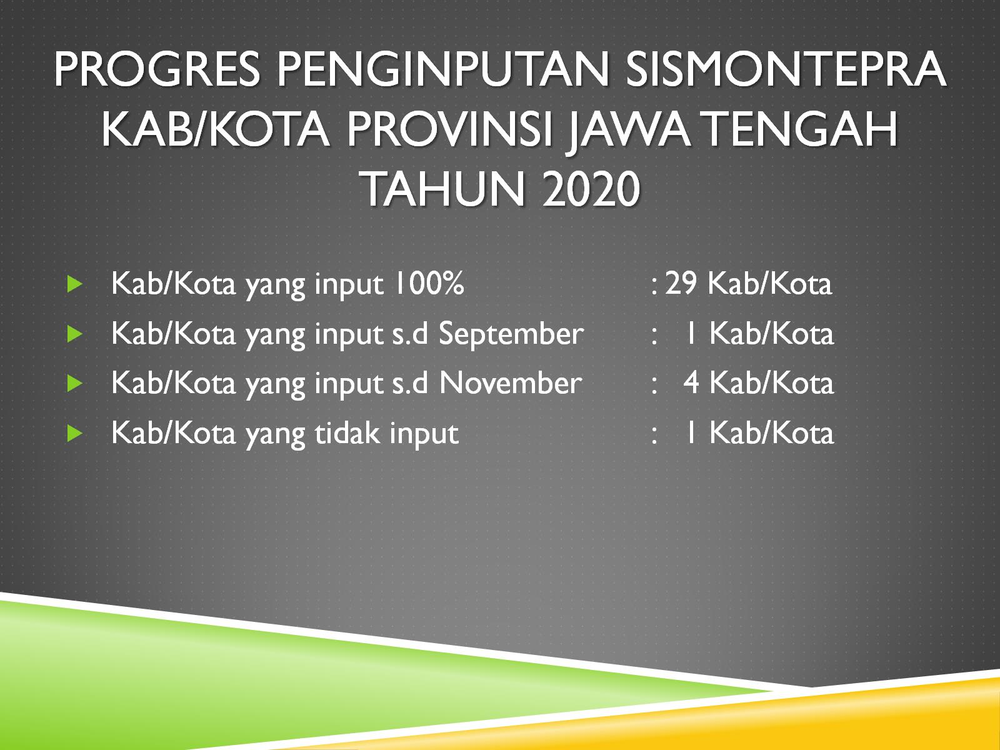 PROGRES PENGINPUTAN SISMONTEPRA
KAB/KOTA PROVINSI JAWA TENGAH
TAHUN 2020
Kab/Kota yang input 100% : 29 Kab/Kota
Kab/Kota yang input s.d September : 1 Kab/Kota
Kab/Kota yang input s.d November : 4 Kab/Kota
Kab/Kota yang tidak input : 1 Kab/Kota